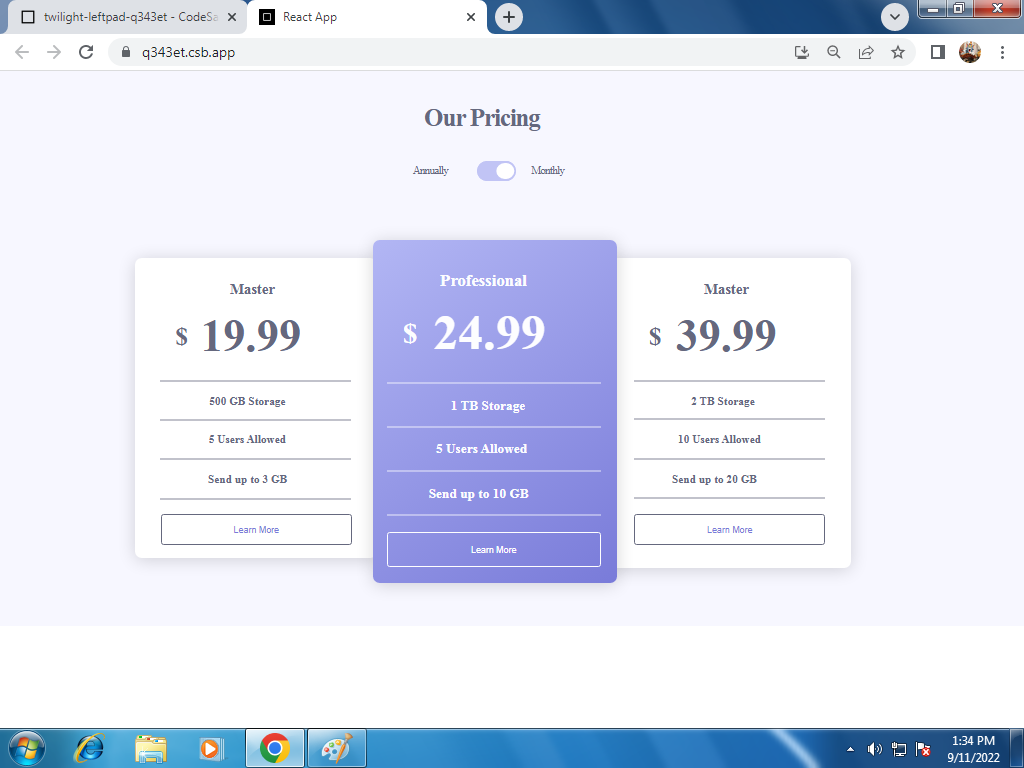 twilight-leftpad-q343et - CodeSa
React App
q343et.csb.app
Our Pricing
Annually
Monthly
Master
$ 19.99
500 GB Storage
5 Users Allowed
Send up to 3 GB
Learn More
Professional
$ 24.99
1 TB Storage
5 Users Allowed
Send up to 10 GB
Learn More
Master
$ 39.99
2 TB Storage
10 Users Allowed
Send up to 20 GB
Learn More
1:34 PM
9/11/2022